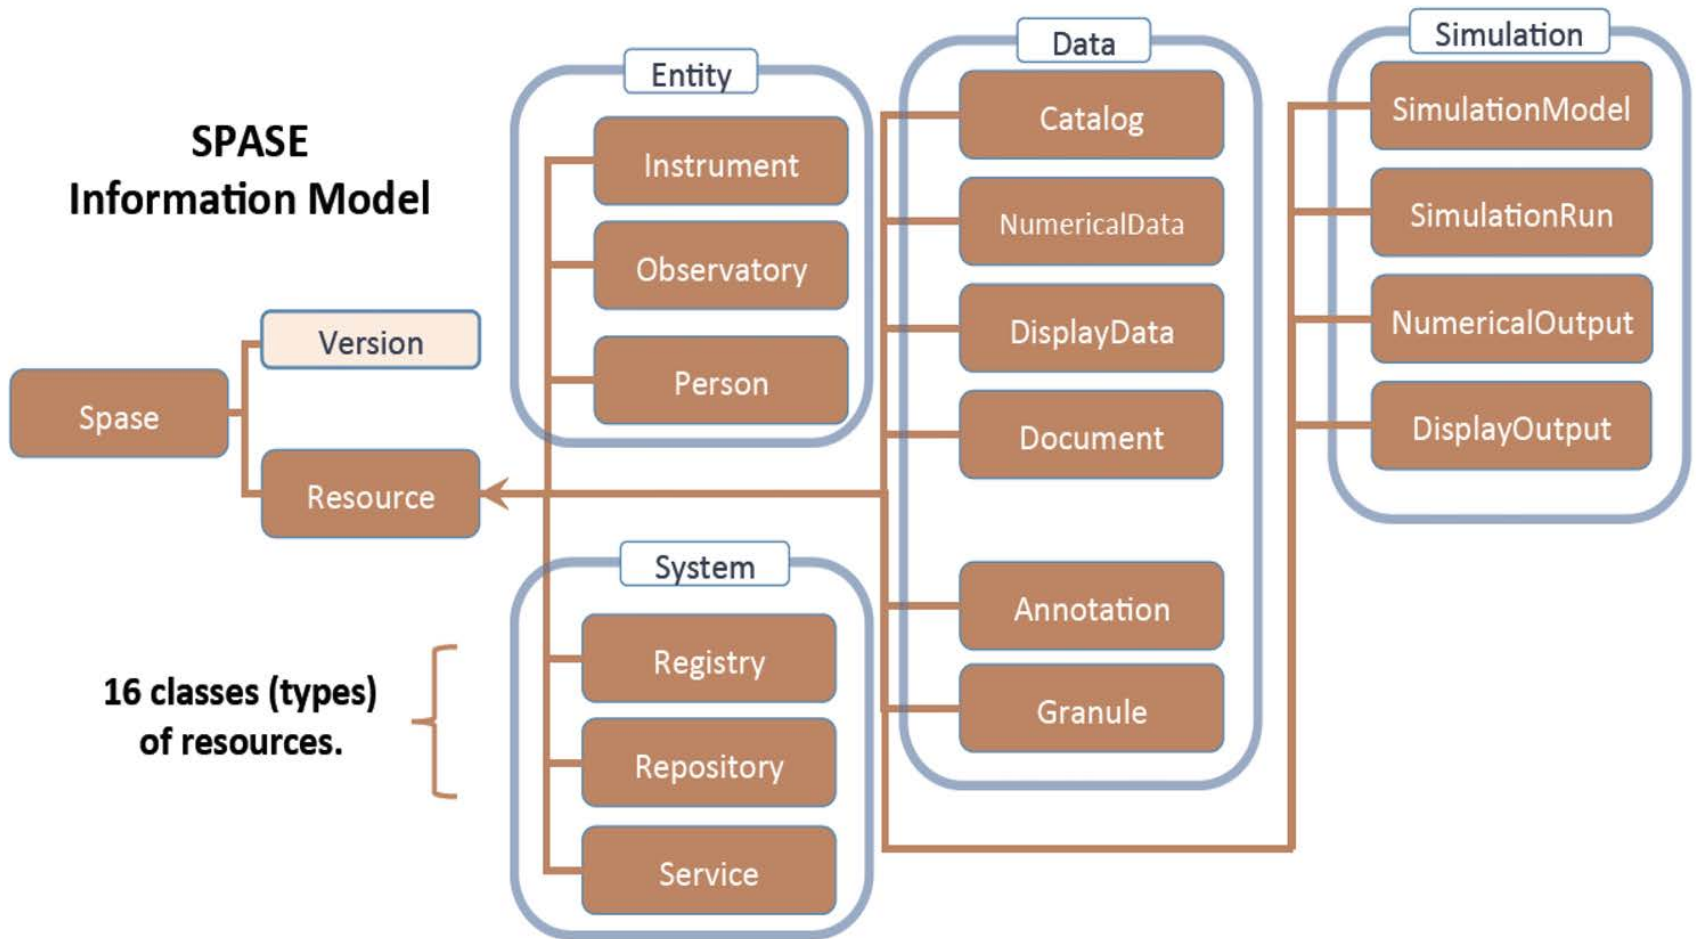 SPASE
Information Model
Spase
Version
Resource
16 classes (types)
of resources.
Entity
Instrument
Observatory
Person
System
Registry
Repository
Service
Data
Catalog
NumericalData
DisplayData
Document
Annotation
Granule
Simulation
SimulationModel
SimulationRun
NumericalOutput
DisplayOutput